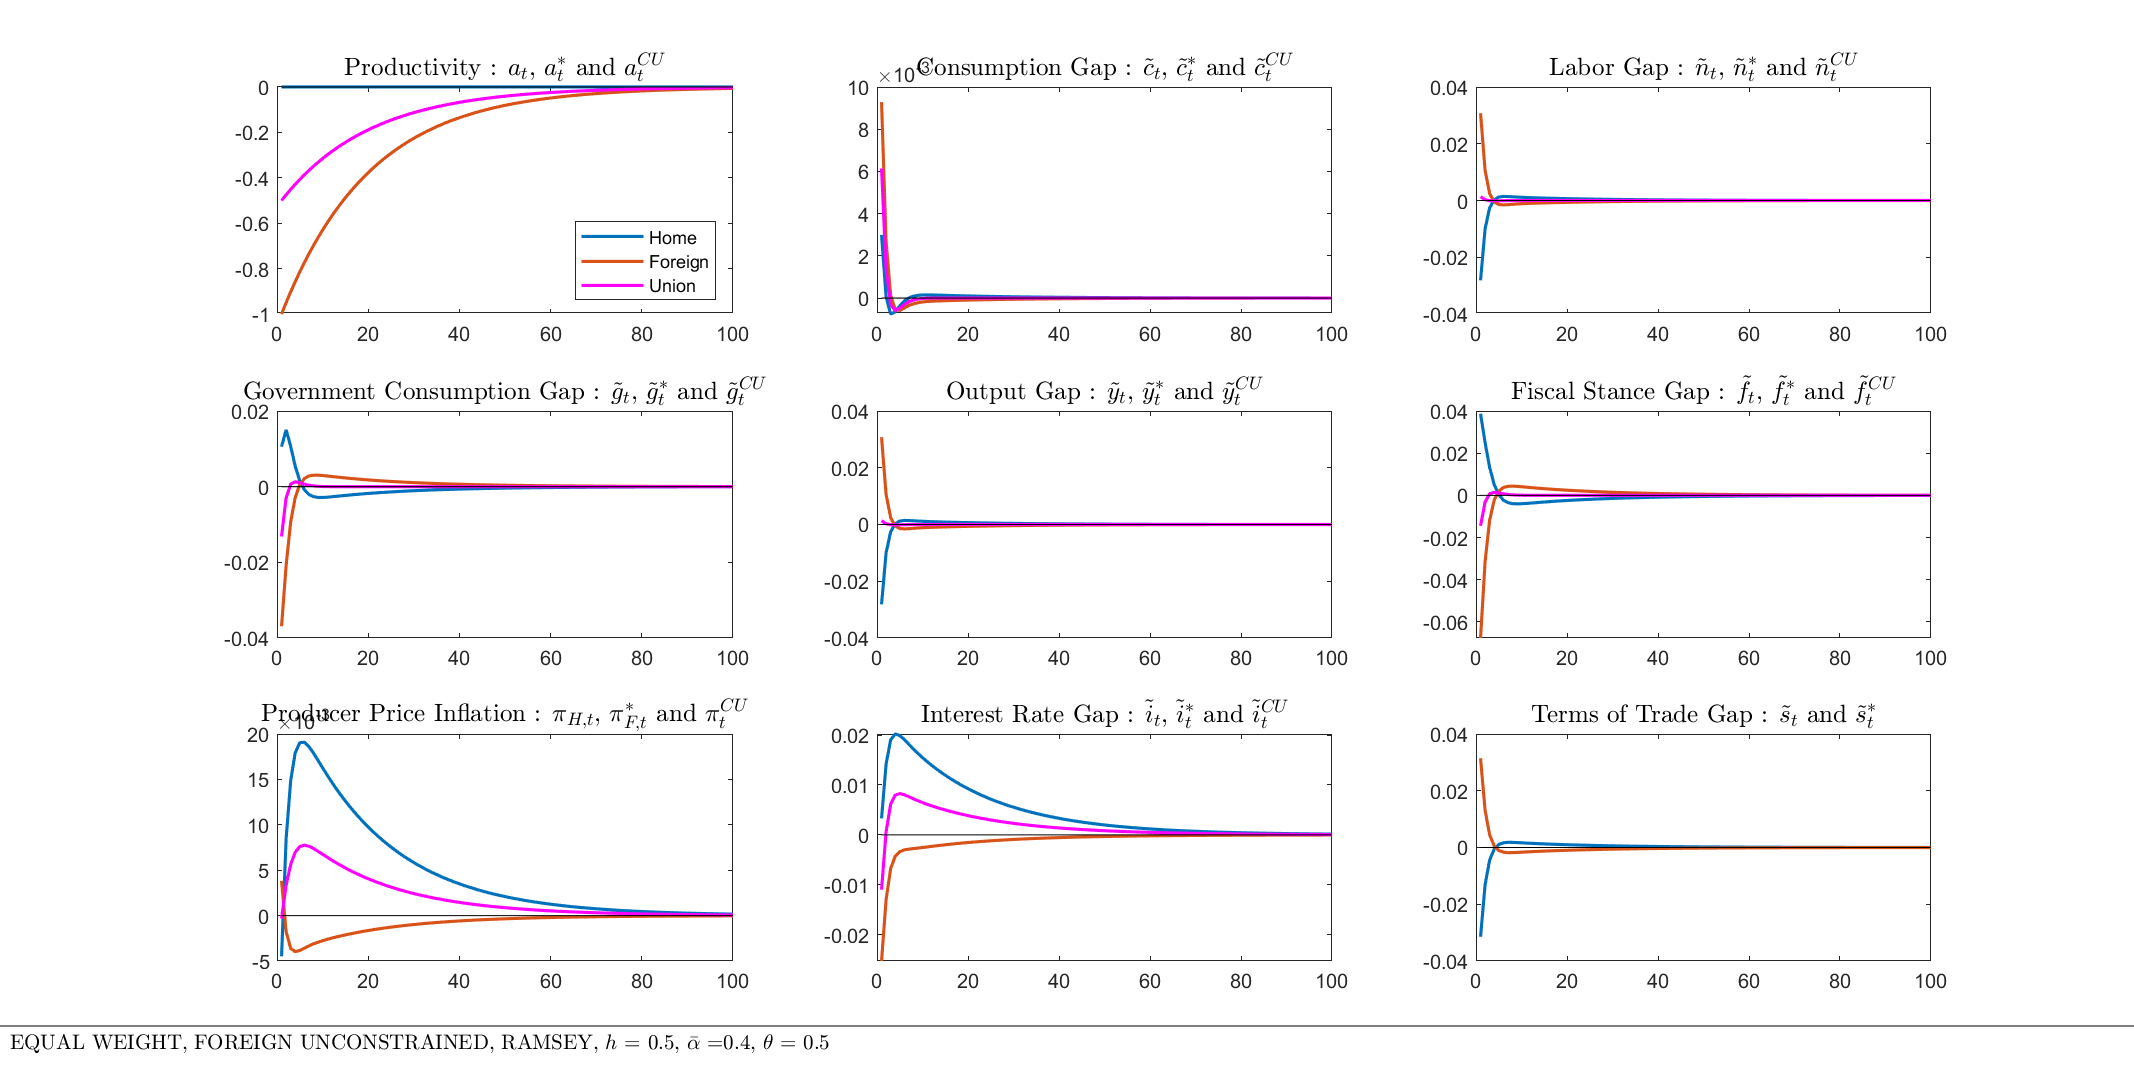 Productivity : a_t, a_t^* and a_t^{CU}
0
-0.2
-0.4
-0.6
-0.8
-1
0 20 40 60 80 100
Home
Foreign
Union
Consumption Gap : c̃_t, c̃_t^* and c̃_t^{CU}
×10^{-3}
10
8
6
4
2
0
0 20 40 60 80 100
Labor Gap : ñ_t, ñ_t^* and ñ_t^{CU}
0.04
0.02
0
-0.02
-0.04
0 20 40 60 80 100
Government Consumption Gap : g̃_t, g̃_t^* and g̃_t^{CU}
0.02
0
-0.02
-0.04
0 20 40 60 80 100
Output Gap : ỹ_t, ỹ_t^* and ỹ_t^{CU}
0.04
0.02
0
-0.02
-0.04
0 20 40 60 80 100
Fiscal Stance Gap : f̃_t, f̃_t^* and f̃_t^{CU}
0.04
0.02
0
-0.02
-0.04
-0.06
0 20 40 60 80 100
Producer Price Inflation : π_{H,t}, π_{F,t}^* and π_t^{CU}
×10^{-3}
20
15
10
5
0
-5
0 20 40 60 80 100
Interest Rate Gap : ĩ_t, ĩ_t^* and ĩ_t^{CU}
0.02
0.01
0
-0.01
-0.02
0 20 40 60 80 100
Terms of Trade Gap : s̃_t and s̃_t^*
0.04
0.02
0
-0.02
-0.04
0 20 40 60 80 100
EQUAL WEIGHT, FOREIGN UNCONSTRAINED, RAMSEY, h = 0.5, ᾱ =0.4, θ = 0.5